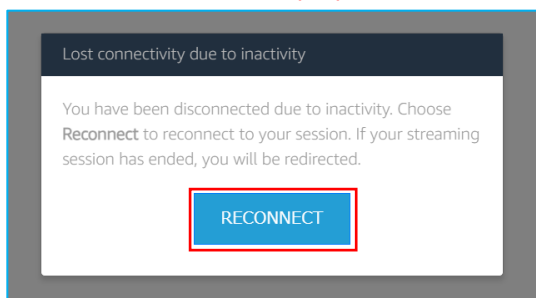 Lost connectivity due to inactivity
You have been disconnected due to inactivity. Choose
Reconnect to reconnect to your session. If your streaming
session has ended, you will be redirected.
RECONNECT